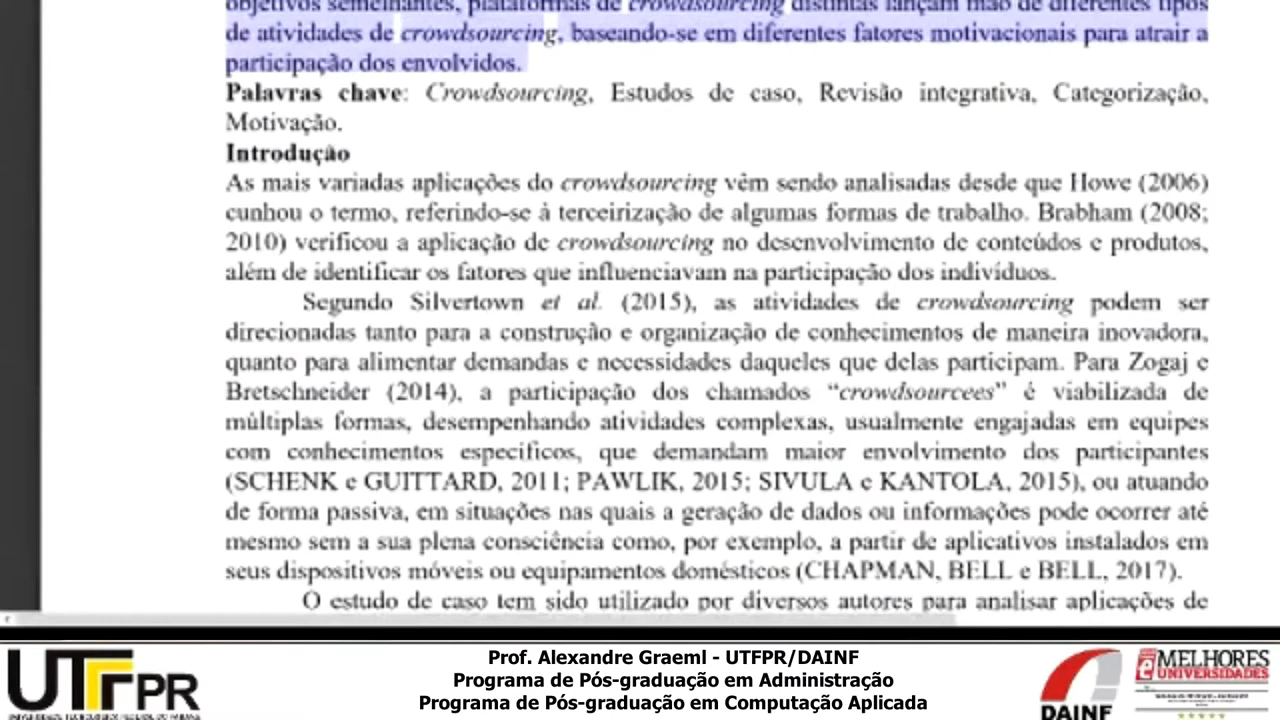 objetivos semelhantes, plataformas de crowdsourcing distintas lançam mão de diferentes tipos
de atividades de crowdsourcing, baseando-se em diferentes fatores motivacionais para atrair a
participação dos envolvidos.
Palavras chave: Crowdsourcing, Estudos de caso, Revisão integrativa, Categorização,
Motivação.
Introdução
As mais variadas aplicações do crowdsourcing vêm sendo analisadas desde que Howe (2006)
cunhou o termo, referindo-se à terceirização de algumas formas de trabalho. Brabham (2008;
2010) verificou a aplicação de crowdsourcing no desenvolvimento de conteúdos e produtos,
além de identificar os fatores que influenciavam na participação dos indivíduos.
Segundo Silvertown et al. (2015), as atividades de crowdsourcing podem ser
direcionadas tanto para a construção e organização de conhecimentos de maneira inovadora,
quanto para alimentar demandas e necessidades daqueles que delas participam. Para Zogaj e
Bretschneider (2014), a participação dos chamados “crowdsourcees” é viabilizada de
múltiplas formas, desempenhando atividades complexas, usualmente engajadas em equipes
com conhecimentos específicos, que demandam maior envolvimento dos participantes
(SCHENK e GUITTARD, 2011; PAWLIK, 2015; SIVULA e KANTOLA, 2015), ou atuando
de forma passiva, em situações nas quais a geração de dados ou informações pode ocorrer até
mesmo sem a sua plena consciência como, por exemplo, a partir de aplicativos instalados em
seus dispositivos móveis ou equipamentos domésticos (CHAPMAN, BELL e BELL, 2017).
O estudo de caso tem sido utilizado por diversos autores para analisar aplicações de
UTFPR
Prof. Alexandre Graeml - UTFPR/DAINF
Programa de Pós-graduação em Administração
Programa de Pós-graduação em Computação Aplicada
DAINF
MELHORES
UNIVERSIDADES